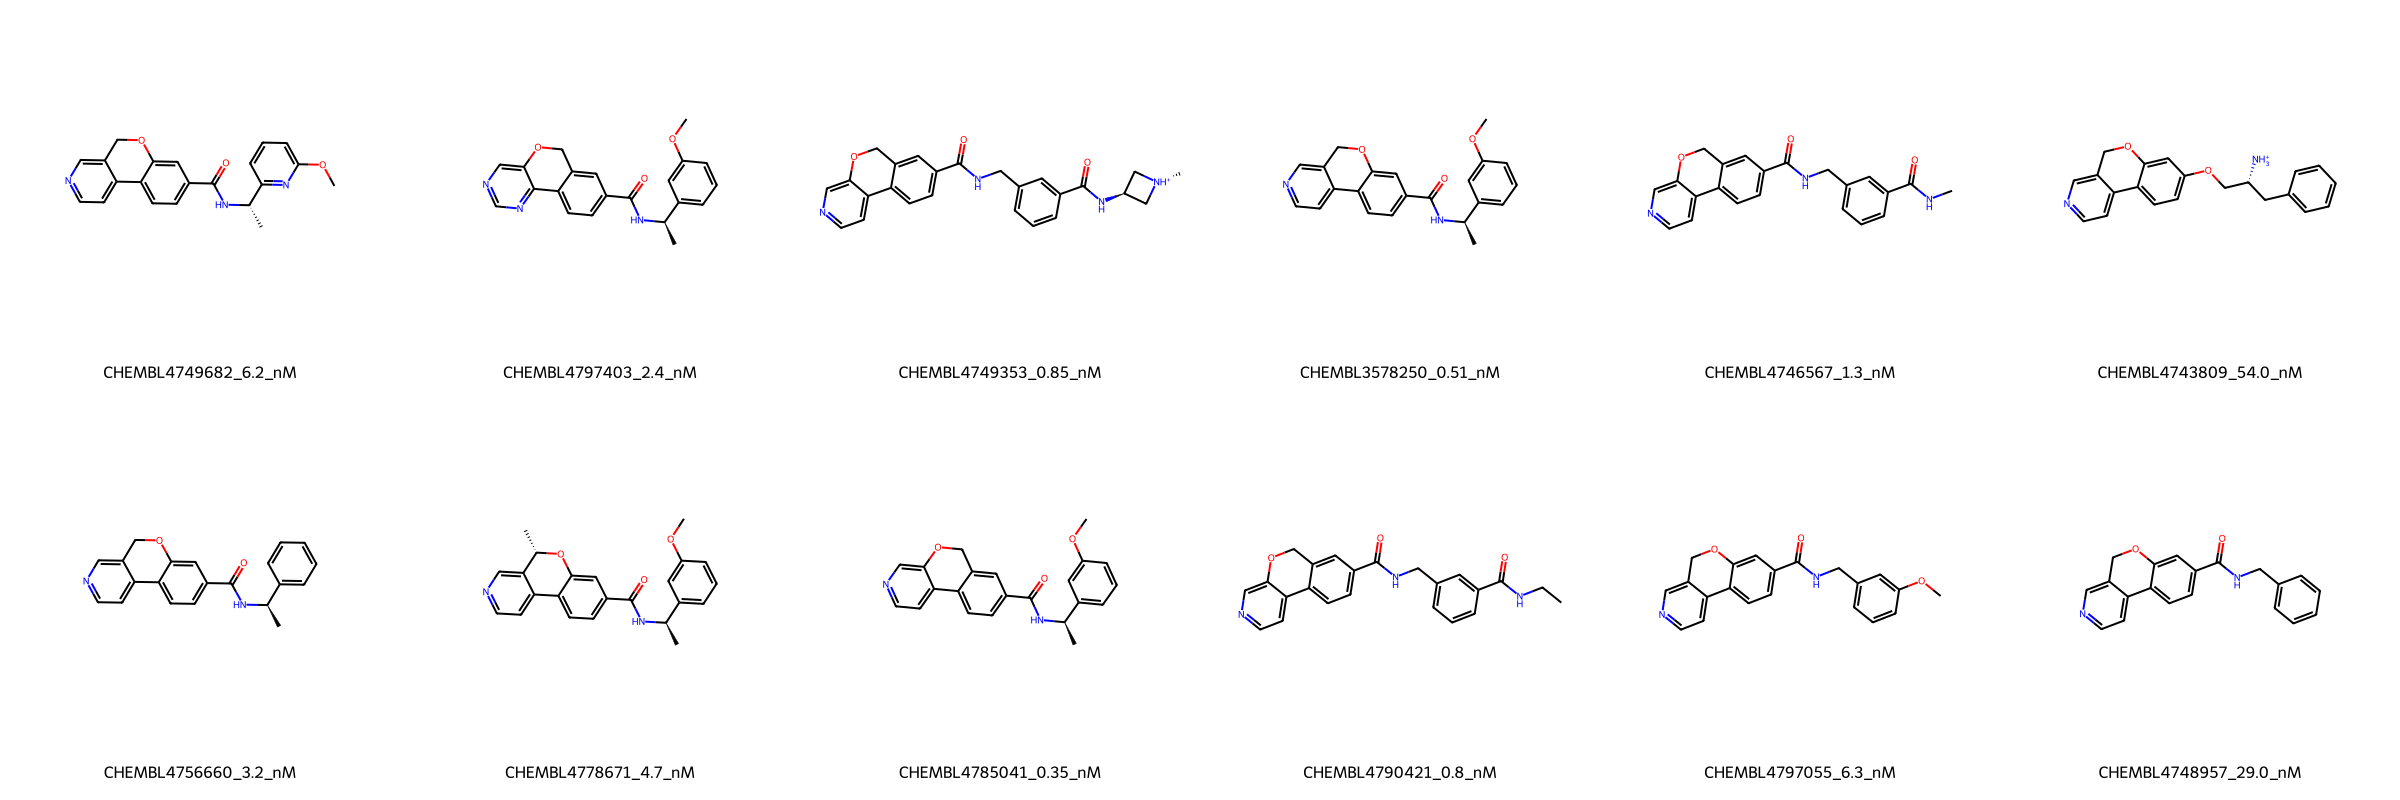 CHEMBL4749682_6.2_nM
CHEMBL4797403_2.4_nM
CHEMBL4749353_0.85_nM
CHEMBL3578250_0.51_nM
CHEMBL4746567_1.3_nM
CHEMBL4743809_54.0_nM
CHEMBL4756660_3.2_nM
CHEMBL4778671_4.7_nM
CHEMBL4785041_0.35_nM
CHEMBL4790421_0.8_nM
CHEMBL4797055_6.3_nM
CHEMBL4748957_29.0_nM